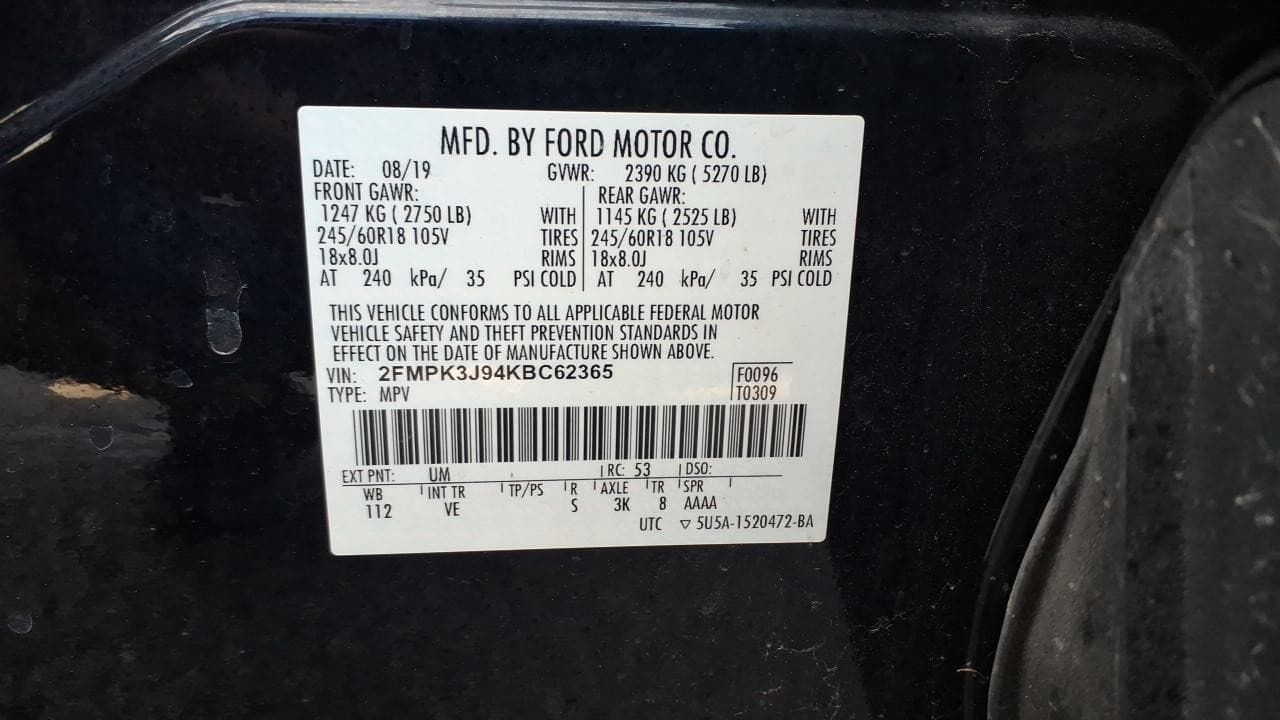 MFD. BY FORD MOTOR CO.
DATE: 08/19 GVWR: 2390 KG ( 5270 LB)
FRONT GAWR: REAR GAWR:
1247 KG ( 2750 LB) WITH 1145 KG ( 2525 LB) WITH
245/60R18 105V TIRES 245/60R18 105V TIRES
18x8.0J RIMS 18x8.0J RIMS
AT 240 kPa/ 35 PSI COLD AT 240 kPa/ 35 PSI COLD
THIS VEHICLE CONFORMS TO ALL APPLICABLE FEDERAL MOTOR
VEHICLE SAFETY AND THEFT PREVENTION STANDARDS IN
EFFECT ON THE DATE OF MANUFACTURE SHOWN ABOVE.
VIN: 2FMPK3J94KBC62365 F0096
TYPE: MPV T0309
EXT PNT: UM RC: 53 DSO:
WB INT TR TP/PS R AXLE TR SPR
112 VE S 3K 8 AAAA
UTC ▽ 5U5A-1520472-BA